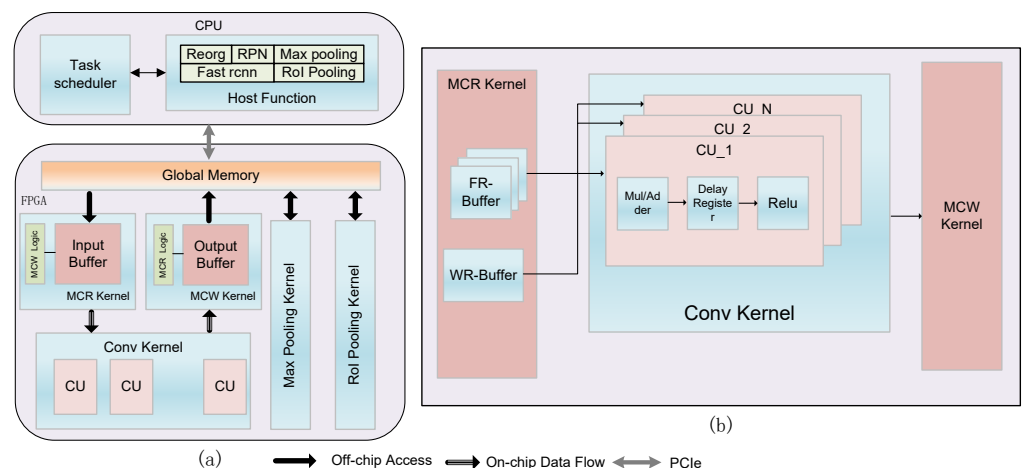 CPU
Task
scheduler
Reorg RPN Max pooling
Fast rcnn RoI Pooling
Host Function
Global Memory
FPGA
MCW Logic
Input
Buffer
MCR Kernel
MCR Logic
Output
Buffer
MCW Kernel
Max Pooling Kernel
RoI Pooling Kernel
Conv Kernel
CU CU CU
(a)
MCR Kernel
FR-
Buffer
WR-Buffer
CU_N
CU_2
CU_1
Mul/Ad
der
Delay
Registe
r
Relu
Conv Kernel
MCW
Kernel
(b)
Off-chip Access On-chip Data Flow PCIe